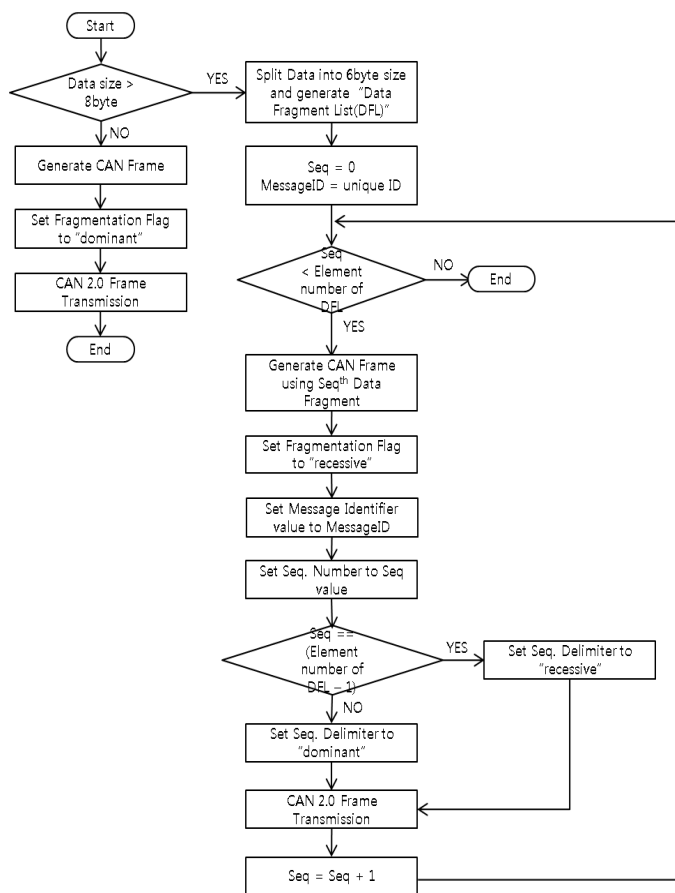 Start
Data size >
8byte
YES
NO
Generate CAN Frame
Set Fragmentation Flag
to "dominant"
CAN 2.0 Frame
Transmission
End
Split Data into 6byte size
and generate "Data
Fragment List(DFL)"
Seq = 0
MessageID = unique ID
Seq
< Element
number of
DFL
NO
End
YES
Generate CAN Frame
using Seqth Data
Fragment
Set Fragmentation Flag
to "recessive"
Set Message Identifier
value to MessageID
Set Seq. Number to Seq
value
Seq ==
(Element
number of
DFL – 1)
YES
Set Seq. Delimiter to
"recessive"
NO
Set Seq. Delimiter to
"dominant"
CAN 2.0 Frame
Transmission
Seq = Seq + 1